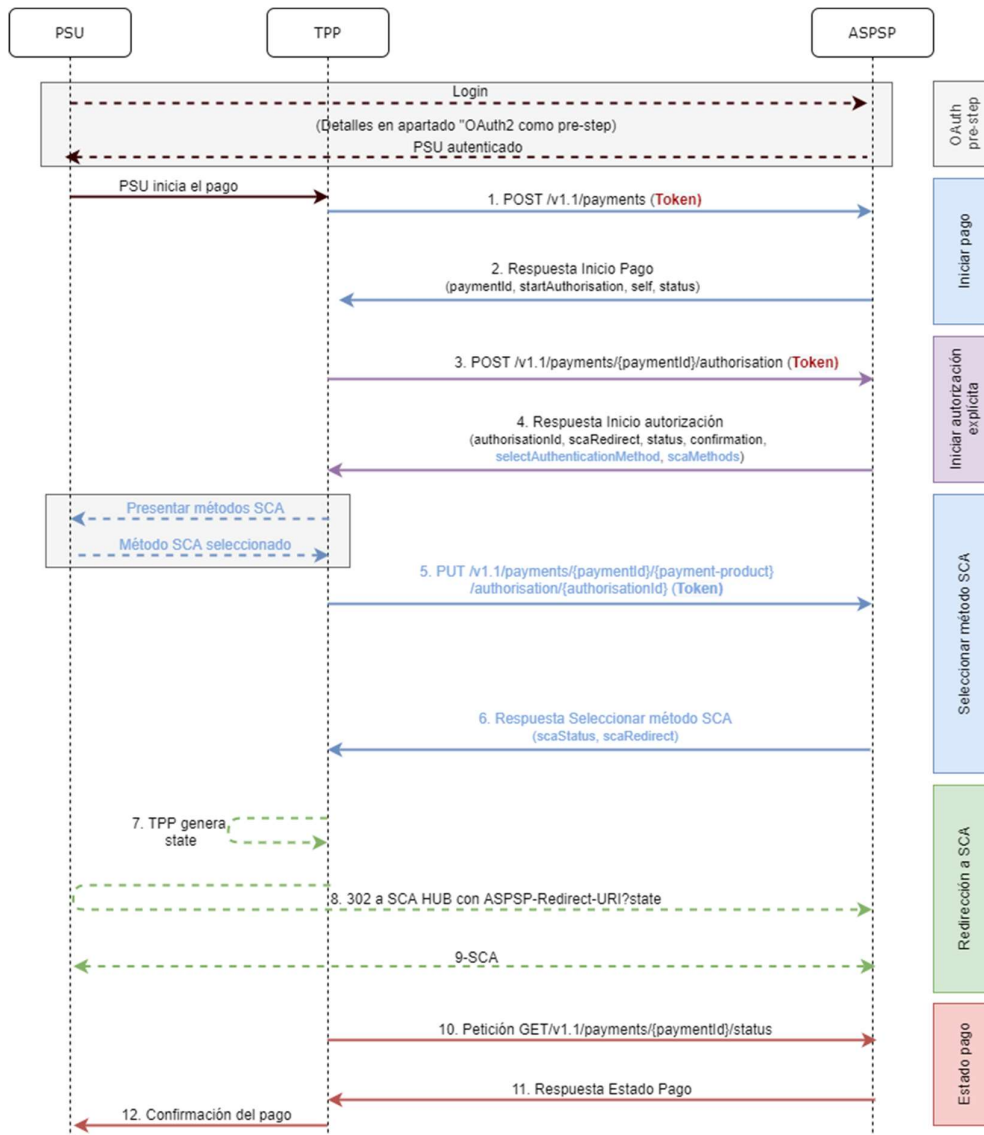 PSU
TPP
ASPSP
Login
(Detalles en apartado "OAuth2 como pre-step)
PSU autenticado
OAuth
pre-step
PSU inicia el pago
1. POST /v1.1/payments (Token)
2. Respuesta Inicio Pago
(paymentId, startAuthorisation, self, status)
Iniciar pago
3. POST /v1.1/payments/{paymentId}/authorisation (Token)
4. Respuesta Inicio autorización
(authorisationId, scaRedirect, status, confirmation,
selectAuthenticationMethod, scaMethods)
Iniciar autorización
explícita
Presentar métodos SCA
Método SCA seleccionado
5. PUT /v1.1/payments/{paymentId}/{payment-product}
/authorisation/{authorisationId} (Token)
6. Respuesta Seleccionar método SCA
(scaStatus, scaRedirect)
Seleccionar método SCA
7. TPP genera
state
8. 302 a SCA HUB con ASPSP-Redirect-URI?state
9-SCA
Redirección a SCA
10. Petición GET/v1.1/payments/{paymentId}/status
11. Respuesta Estado Pago
12. Confirmación del pago
Estado pago